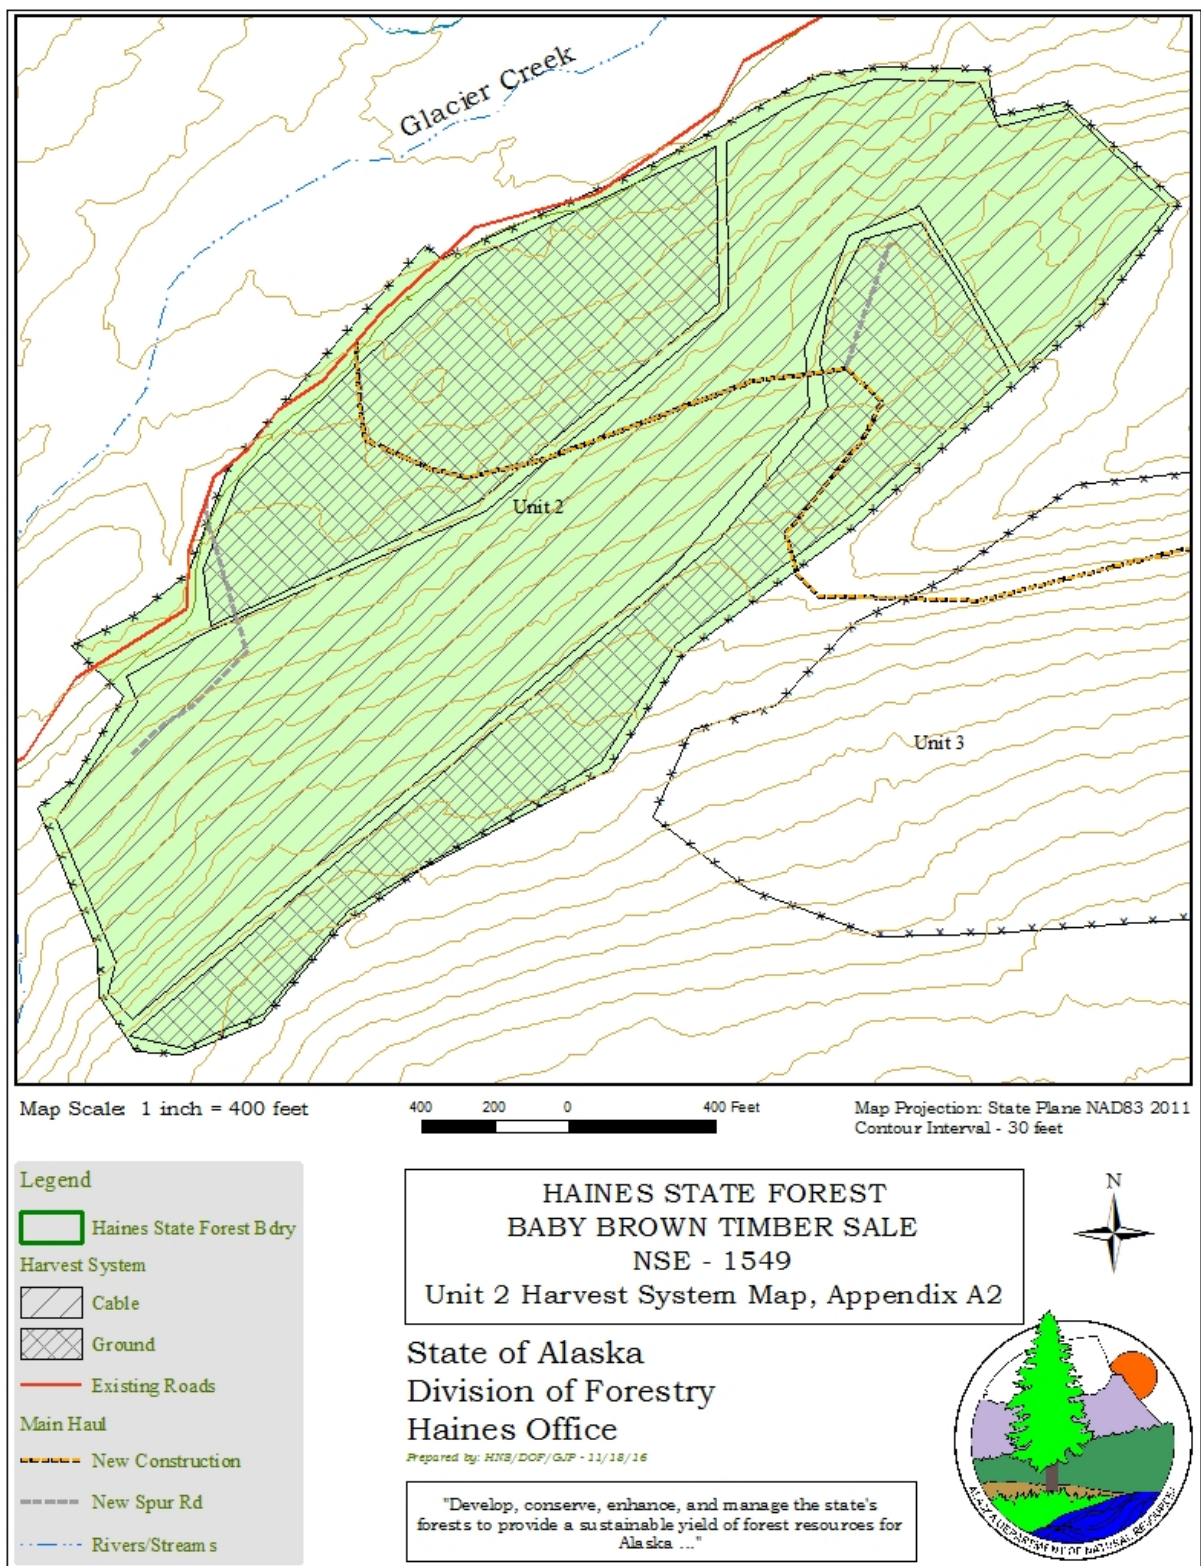 Glacier Creek
Unit 2
Unit 3
Map Scale: 1 inch = 400 feet
400 200 0 400 Feet
Map Projection: State Plane NAD83 2011
Contour Interval - 30 feet
Legend
Haines State Forest Bdry
Harvest System
Cable
Ground
Existing Roads
Main Haul
New Construction
New Spur Rd
Rivers/Streams
HAINES STATE FOREST
BABY BROWN TIMBER SALE
NSE - 1549
Unit 2 Harvest System Map, Appendix A2
N
State of Alaska
Division of Forestry
Haines Office
Prepared by: HNS/DOF/GJP - 11/18/16
"Develop, conserve, enhance, and manage the state's
forests to provide a sustainable yield of forest resources for
Alaska ..."
ALASKA DEPARTMENT OF NATURAL RESOURCES